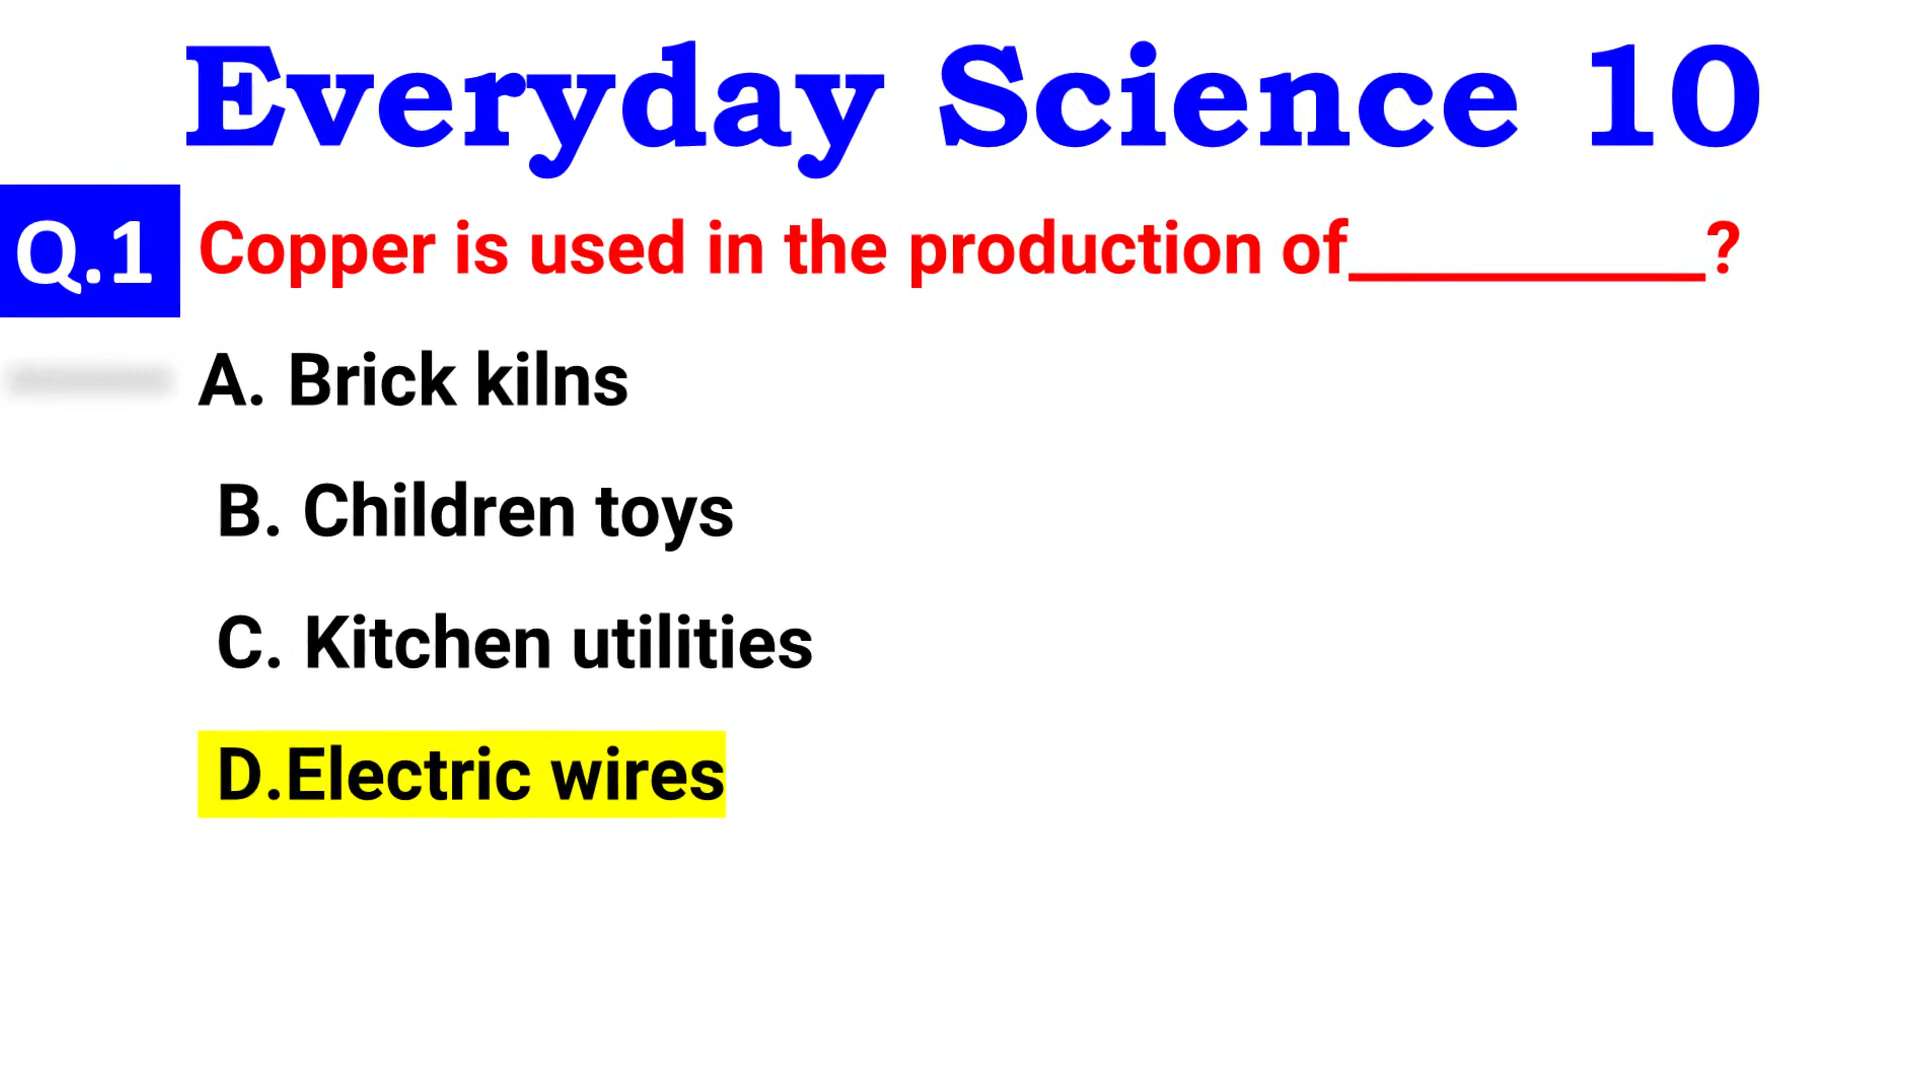 Everyday Science 10
Q.1 Copper is used in the production of__________?
A. Brick kilns
B. Children toys
C. Kitchen utilities
D.Electric wires